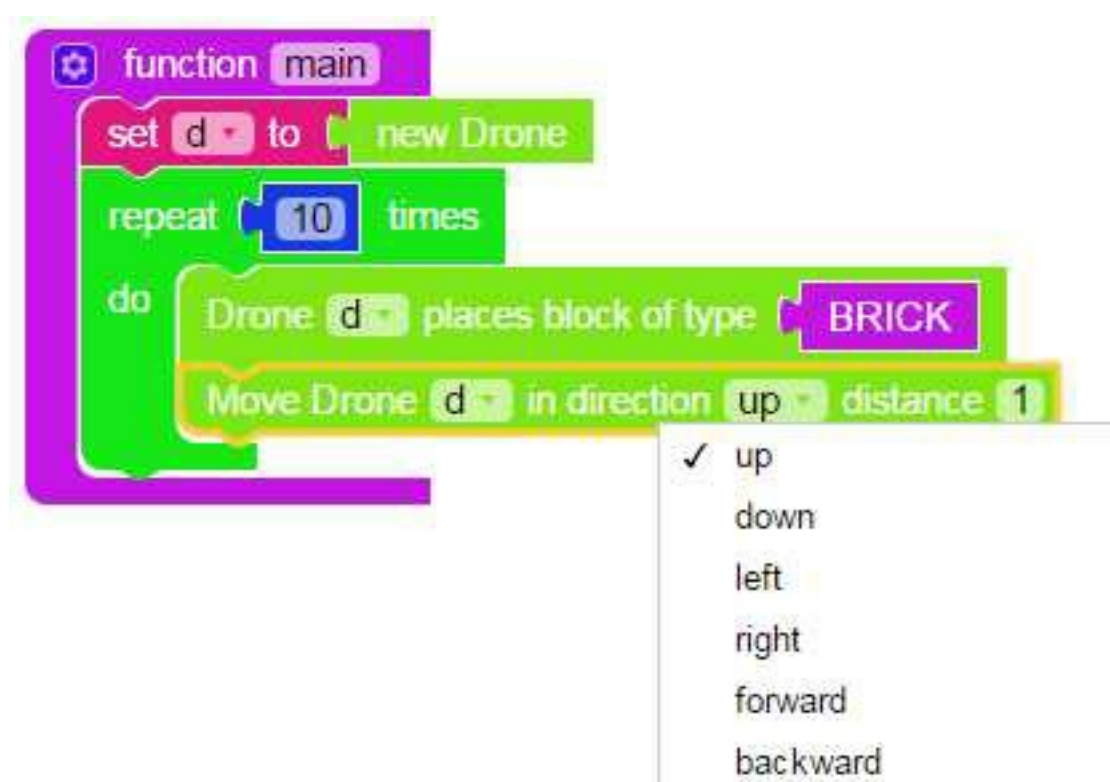 function main
set d to new Drone
repeat 10 times
do
Drone d places block of type BRICK
Move Drone d in direction up distance 1
✓ up
down
left
right
forward
backward